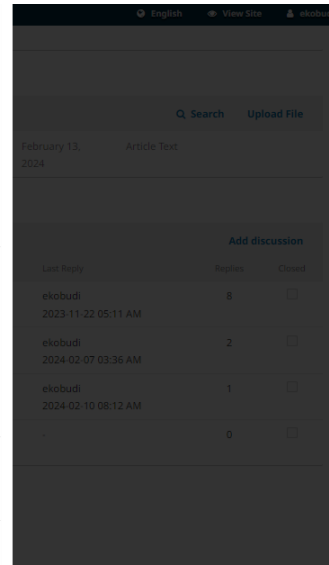 English View Site ekobudi
Search Upload File
February 13, Article Text
2024
Add discussion
Last Reply Replies Closed
ekobudi 8
2023-11-22 05:11 AM
ekobudi 2
2024-02-07 03:36 AM
ekobudi 1
2024-02-10 08:12 AM
- 0